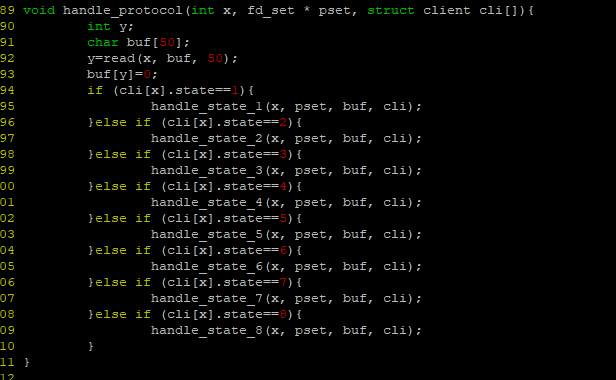 89 void handle_protocol(int x, fd_set * pset, struct client cli[]){
90         int y;
91         char buf[50];
92         y=read(x, buf, 50);
93         buf[y]=0;
94         if (cli[x].state==1){
95                 handle_state_1(x, pset, buf, cli);
96         }else if (cli[x].state==2){
97                 handle_state_2(x, pset, buf, cli);
98         }else if (cli[x].state==3){
99                 handle_state_3(x, pset, buf, cli);
00         }else if (cli[x].state==4){
01                 handle_state_4(x, pset, buf, cli);
02         }else if (cli[x].state==5){
03                 handle_state_5(x, pset, buf, cli);
04         }else if (cli[x].state==6){
05                 handle_state_6(x, pset, buf, cli);
06         }else if (cli[x].state==7){
07                 handle_state_7(x, pset, buf, cli);
08         }else if (cli[x].state==8){
09                 handle_state_8(x, pset, buf, cli);
10         }
11 }
12